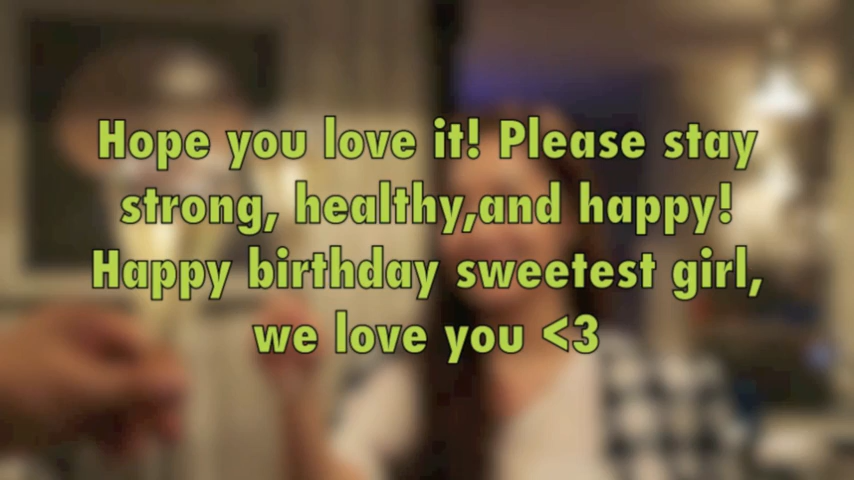 Hope you love it! Please stay
strong, healthy,and happy!
Happy birthday sweetest girl,
we love you <3